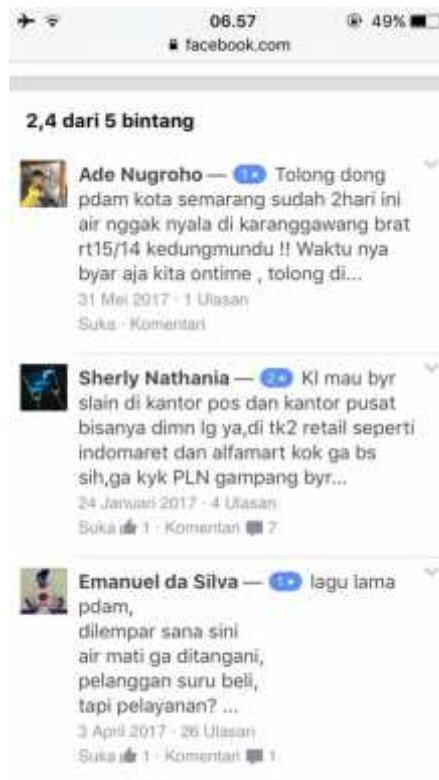 06.57
49%
facebook.com
2,4 dari 5 bintang
Ade Nugroho — 1★ Tolong dong
pdam kota semarang sudah 2hari ini
air nggak nyala di karanggawang brat
rt15/14 kedungmundu !! Waktu nya
byar aja kita ontime , tolong di...
31 Mei 2017 · 1 Ulasan
Suka · Komentari
Sherly Nathania — 2★ Kl mau byr
slain di kantor pos dan kantor pusat
bisanya dimn lg ya,di tk2 retail seperti
indomaret dan alfamart kok ga bs
sih,ga kyk PLN gampang byr...
24 Januari 2017 · 4 Ulasan
Suka 1 · Komentari 7
Emanuel da Silva — 1★ lagu lama
pdam,
dilempar sana sini
air mati ga ditangani,
pelanggan suru beli,
tapi pelayanan? ...
3 April 2017 · 26 Ulasan
Suka 1 · Komentari 1